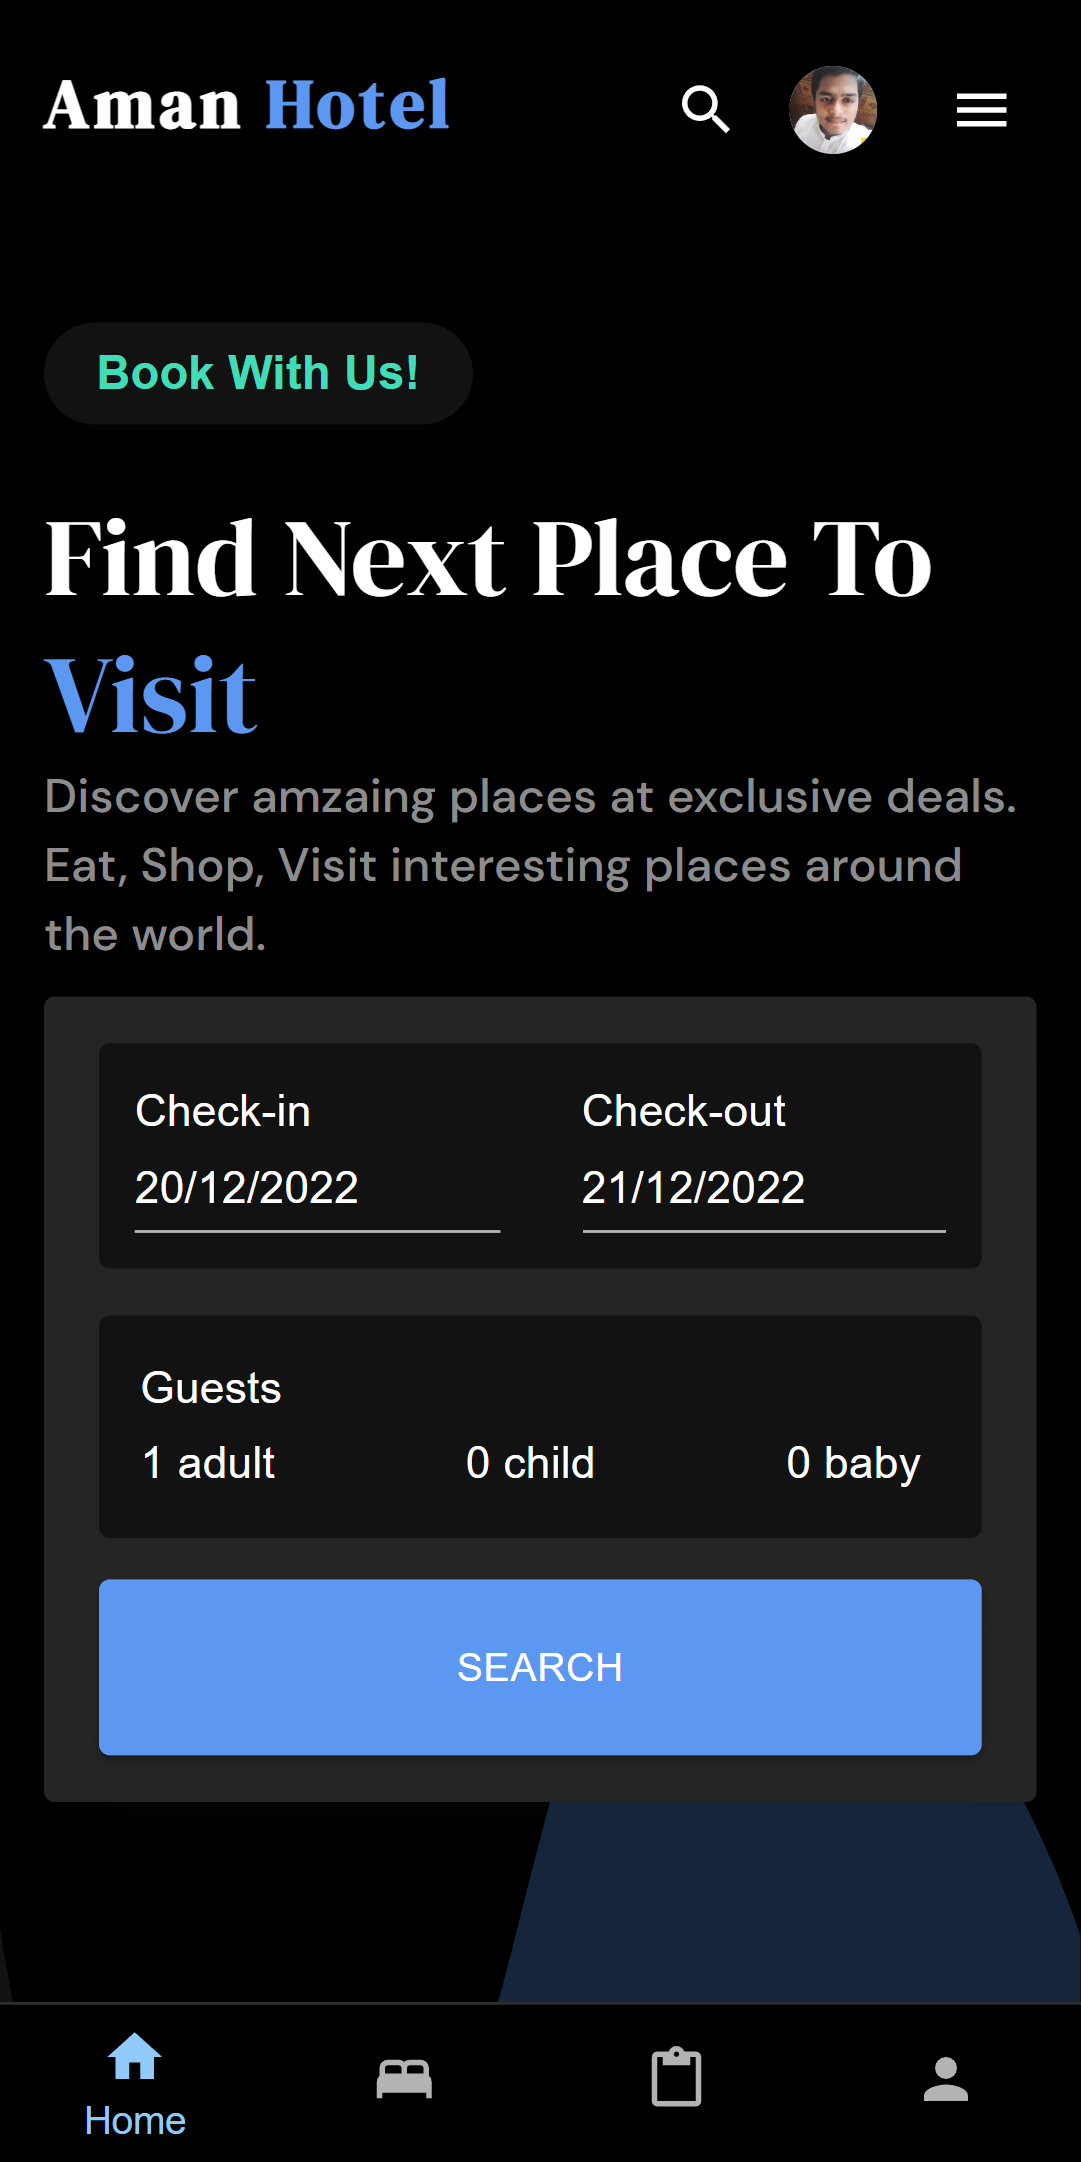 Aman Hotel
Book With Us!
Find Next Place To
Visit
Discover amzaing places at exclusive deals.
Eat, Shop, Visit interesting places around
the world.
Check-in Check-out
20/12/2022 21/12/2022
Guests
1 adult 0 child 0 baby
SEARCH
Home